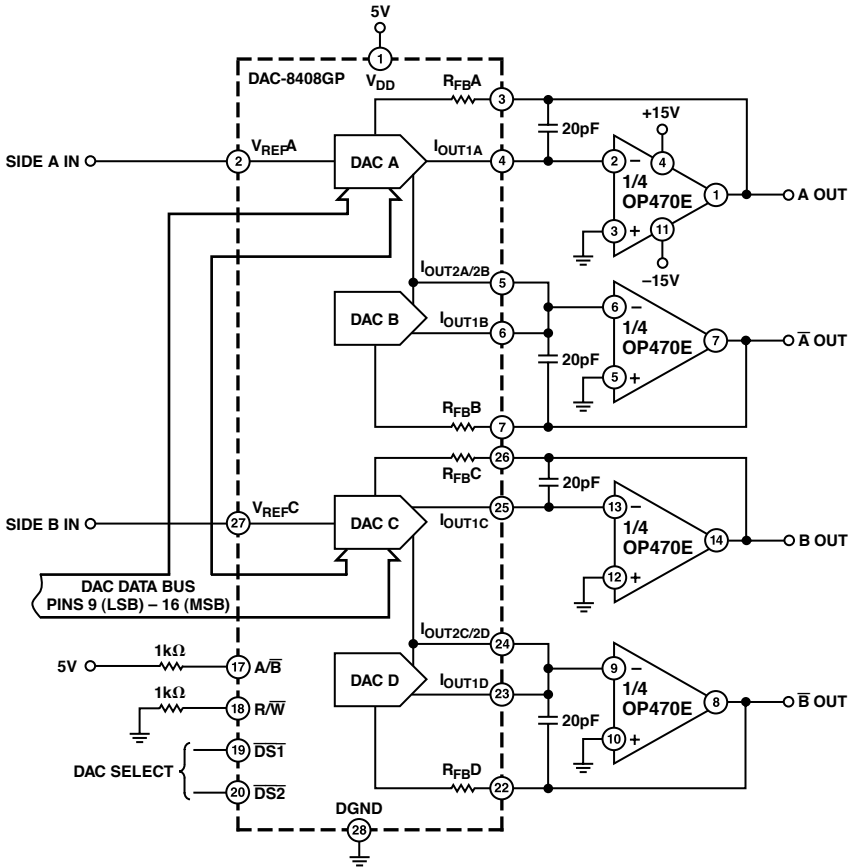 5V
1
DAC-8408GP
VDD
RFBA
3
+15V
20pF
4
SIDE A IN
2
VREFA
DAC A
IOUT1A
4
2
–
1/4
OP470E
1
A OUT
3
+
11
–15V
IOUT2A/2B
5
6
–
DAC B
IOUT1B
6
1/4
OP470E
7
A̅ OUT
20pF
5
+
RFBB
7
26
RFBC
20pF
SIDE B IN
27
VREFC
DAC C
IOUT1C
25
13
–
1/4
OP470E
14
B OUT
12
+
DAC DATA BUS
PINS 9 (LSB) – 16 (MSB)
IOUT2C/2D
24
5V
1kΩ
17
A/B̅
DAC D
IOUT1D
23
9
–
1/4
OP470E
8
B̅ OUT
1kΩ
18
R/W̅
20pF
10
+
DAC SELECT
19
D̅S̅1̅
20
D̅S̅2̅
RFBD
22
DGND
28